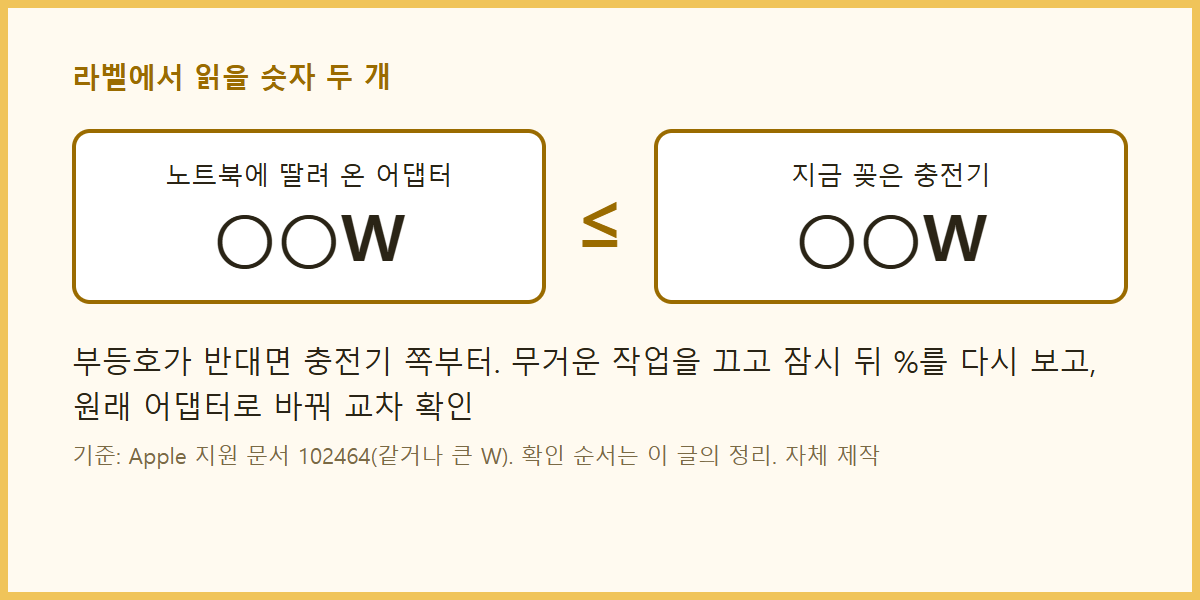 라벨에서 읽을 숫자 두 개
노트북에 딸려 온 어댑터
○○W
≤
지금 꽂은 충전기
○○W
부등호가 반대면 충전기 쪽부터. 무거운 작업을 끄고 잠시 뒤 %를 다시 보고,
원래 어댑터로 바꿔 교차 확인
기준: Apple 지원 문서 102464(같거나 큰 W). 확인 순서는 이 글의 정리. 자체 제작